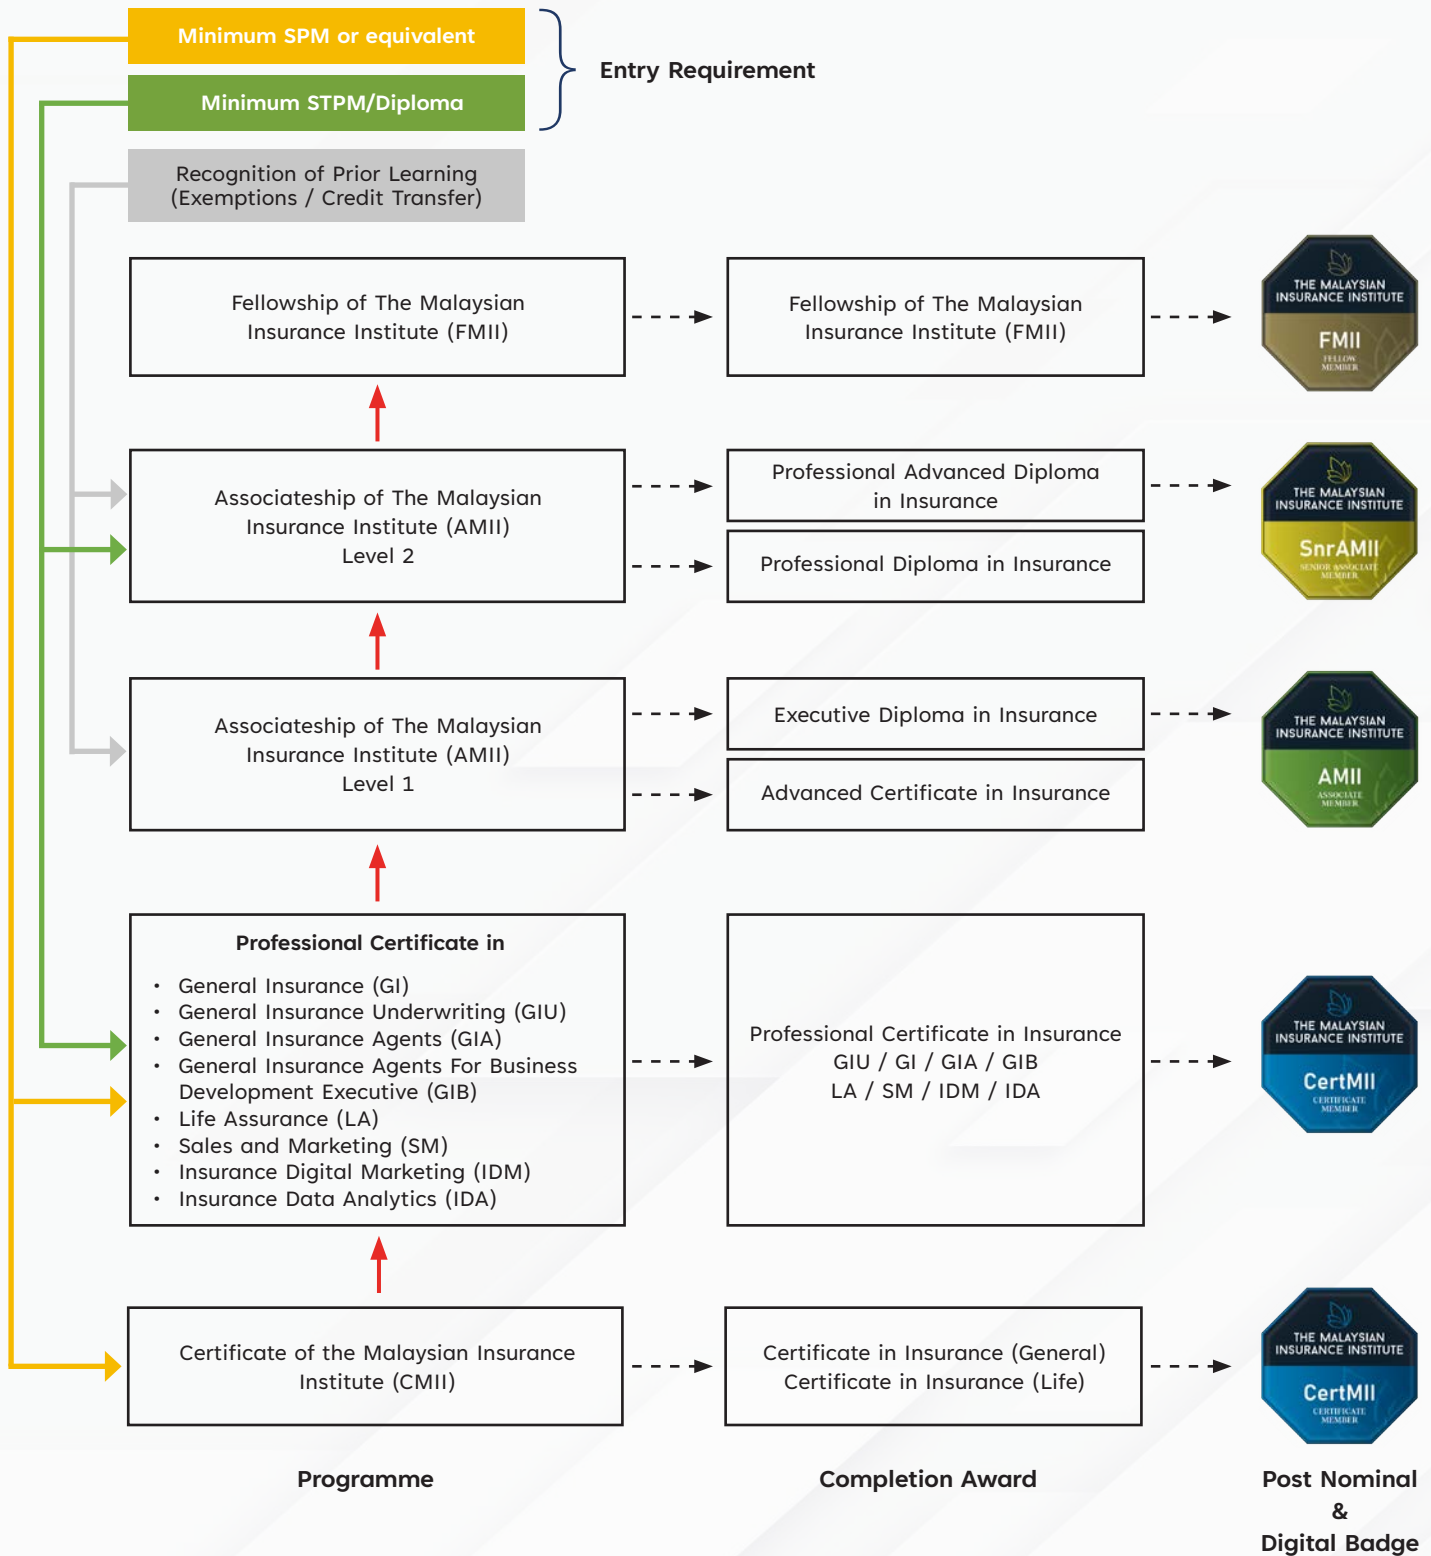 Minimum SPM or equivalent
Minimum STPM/Diploma
Entry Requirement
Recognition of Prior Learning
(Exemptions / Credit Transfer)
Fellowship of The Malaysian
Insurance Institute (FMII)
Fellowship of The Malaysian
Insurance Institute (FMII)
THE MALAYSIAN
INSURANCE INSTITUTE
FMII
FELLOW
MEMBER
Associateship of The Malaysian
Insurance Institute (AMII)
Level 2
Professional Advanced Diploma
in Insurance
Professional Diploma in Insurance
THE MALAYSIAN
INSURANCE INSTITUTE
SnrAMII
SENIOR ASSOCIATE
MEMBER
Associateship of The Malaysian
Insurance Institute (AMII)
Level 1
Executive Diploma in Insurance
Advanced Certificate in Insurance
THE MALAYSIAN
INSURANCE INSTITUTE
AMII
ASSOCIATE
MEMBER
Professional Certificate in
• General Insurance (GI)
• General Insurance Underwriting (GIU)
• General Insurance Agents (GIA)
• General Insurance Agents For Business
Development Executive (GIB)
• Life Assurance (LA)
• Sales and Marketing (SM)
• Insurance Digital Marketing (IDM)
• Insurance Data Analytics (IDA)
Professional Certificate in Insurance
GIU / GI / GIA / GIB
LA / SM / IDM / IDA
THE MALAYSIAN
INSURANCE INSTITUTE
CertMII
CERTIFICATE
MEMBER
Certificate of the Malaysian Insurance
Institute (CMII)
Certificate in Insurance (General)
Certificate in Insurance (Life)
THE MALAYSIAN
INSURANCE INSTITUTE
CertMII
CERTIFICATE
MEMBER
Programme
Completion Award
Post Nominal
&
Digital Badge